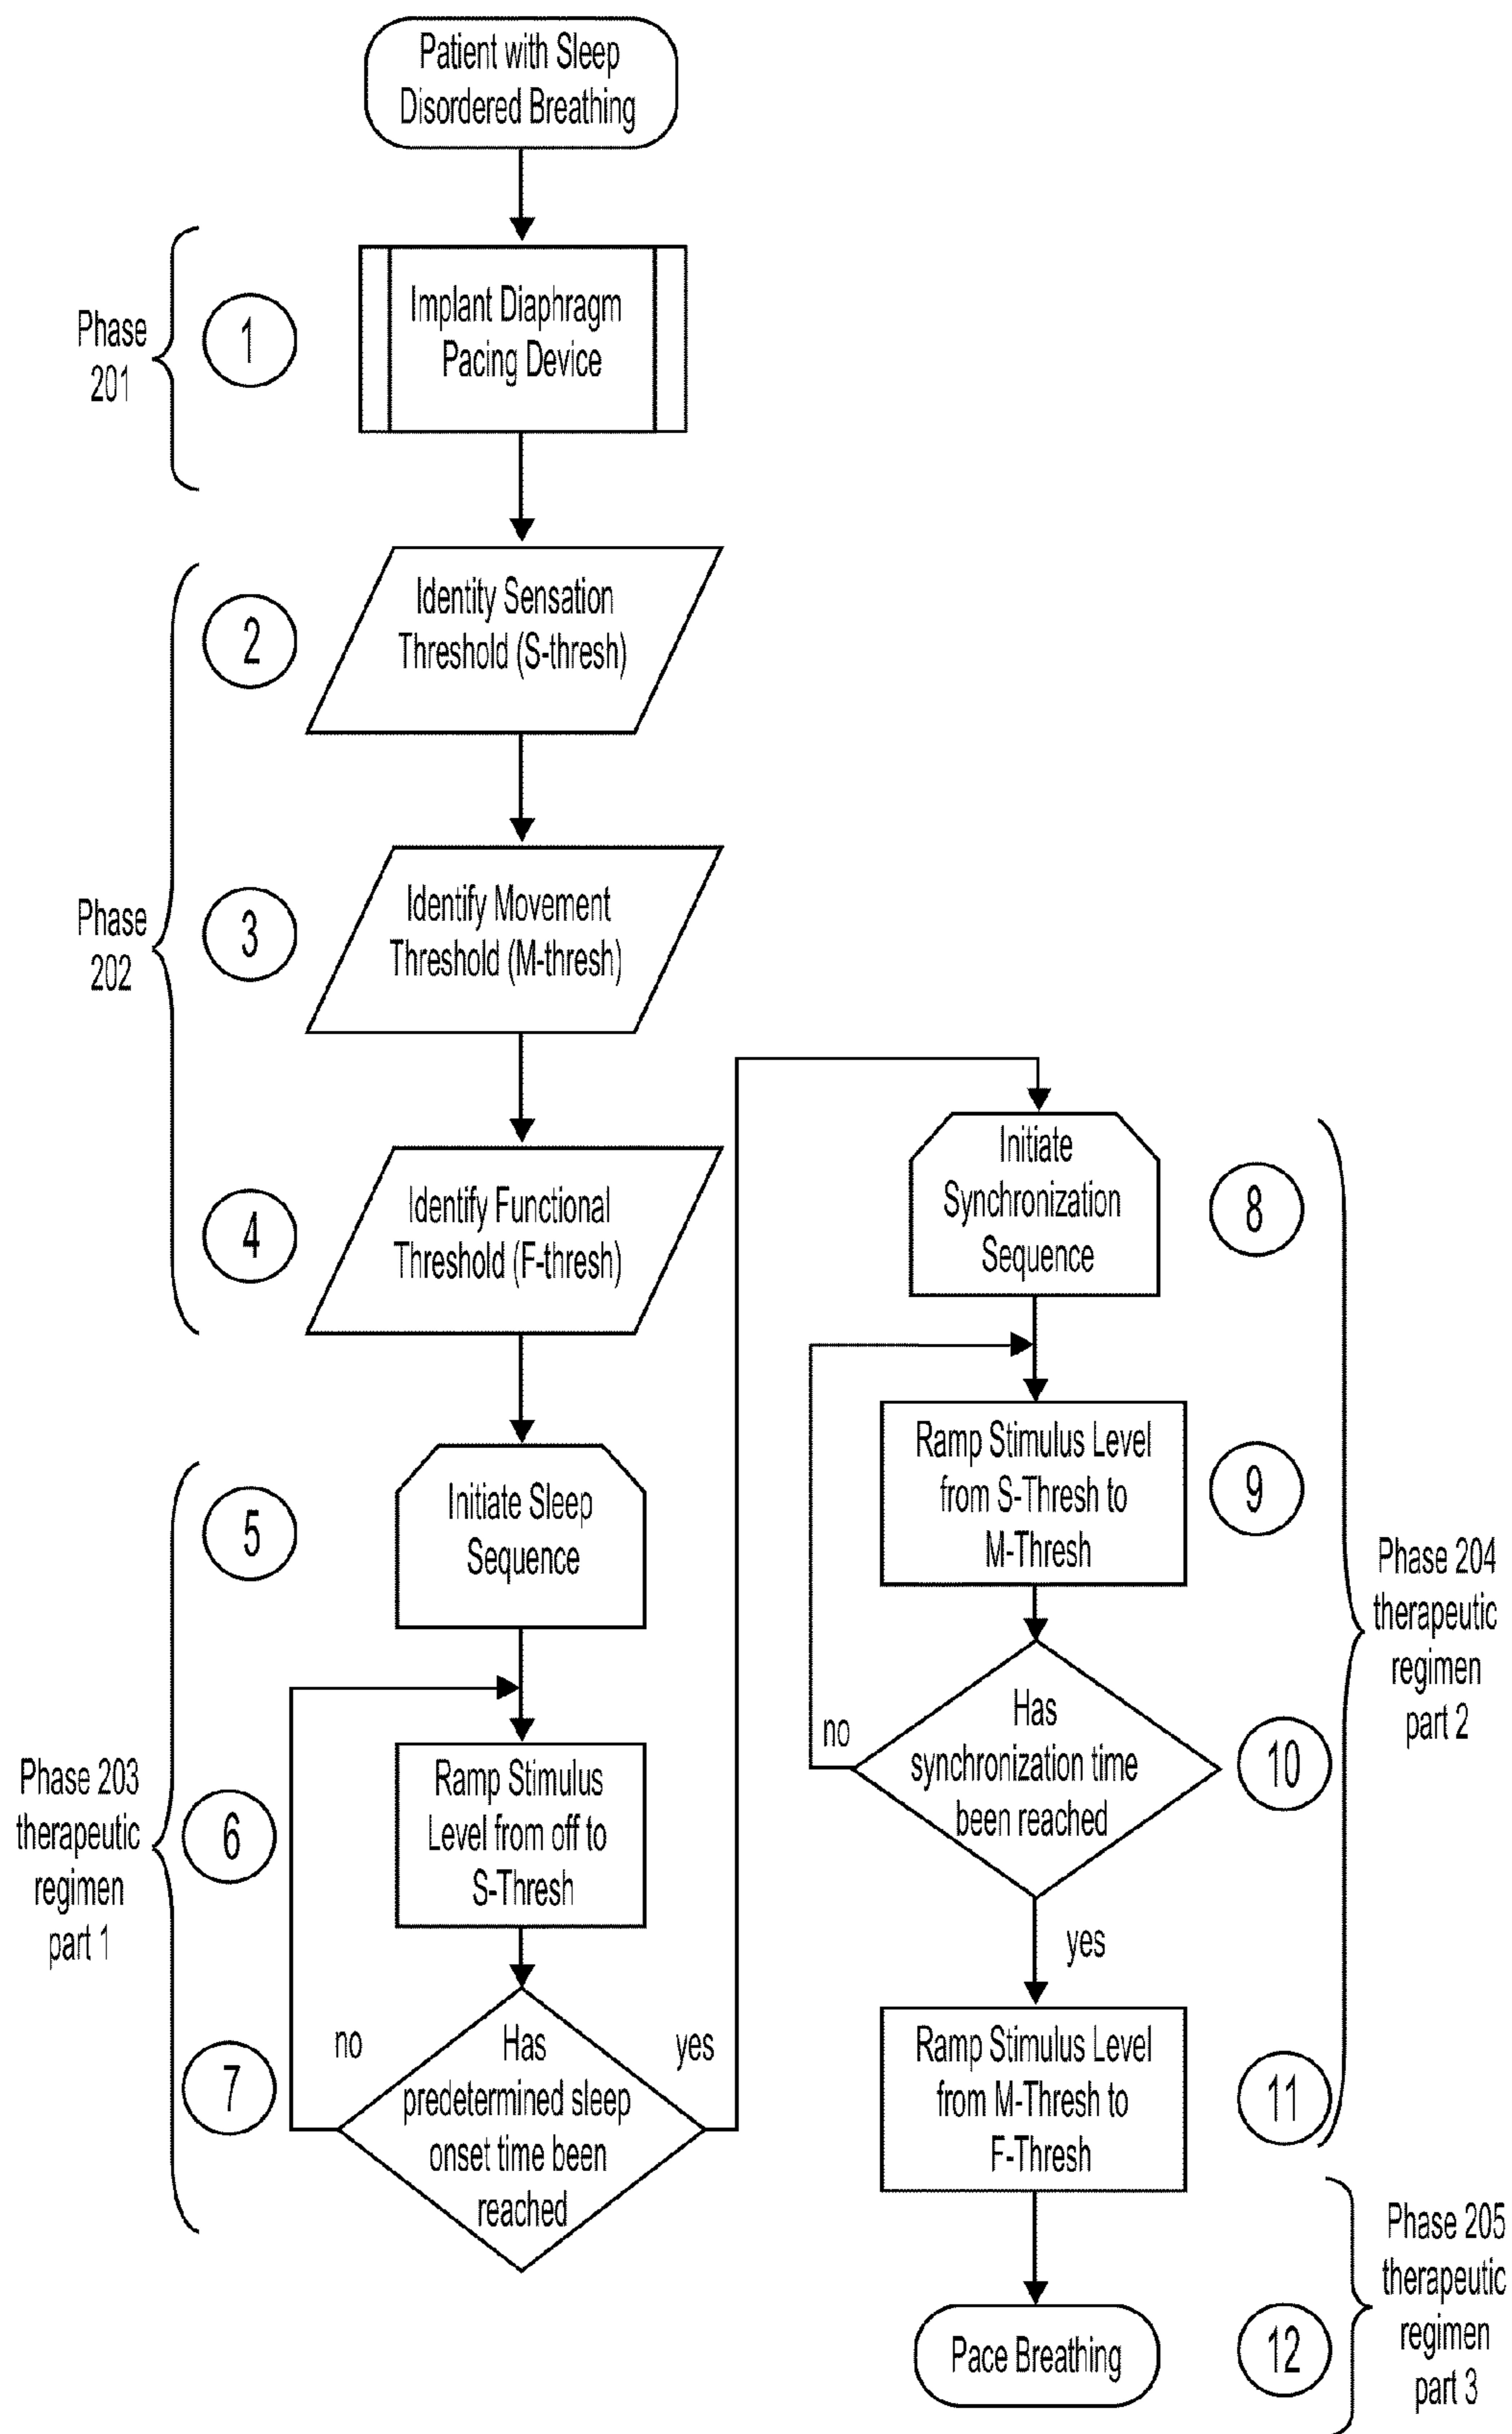 Patient with Sleep
Disordered Breathing
Phase
201
1
Implant Diaphragm
Pacing Device
Phase
202
2
Identity Sensation
Threshold (S-thresh)
3
Identify Movement
Threshold (M-thresh)
4
Identify Functional
Threshold (F-thresh)
Phase 203
therapeutic
regimen
part 1
5
Initiate Sleep
Sequence
6
Ramp Stimulus
Level from off to
S-Thresh
7
no
Has
predetermined sleep
onset time been
reached
yes
Initiate
Synchronization
Sequence
8
Ramp Stimulus Level
from S-Thresh to
M-Thresh
9
no
Has
synchronization time
been reached
10
yes
Ramp Stimulus Level
from M-Thresh to
F-Thresh
11
Phase 204
therapeutic
regimen
part 2
Pace Breathing
12
Phase 205
therapeutic
regimen
part 3